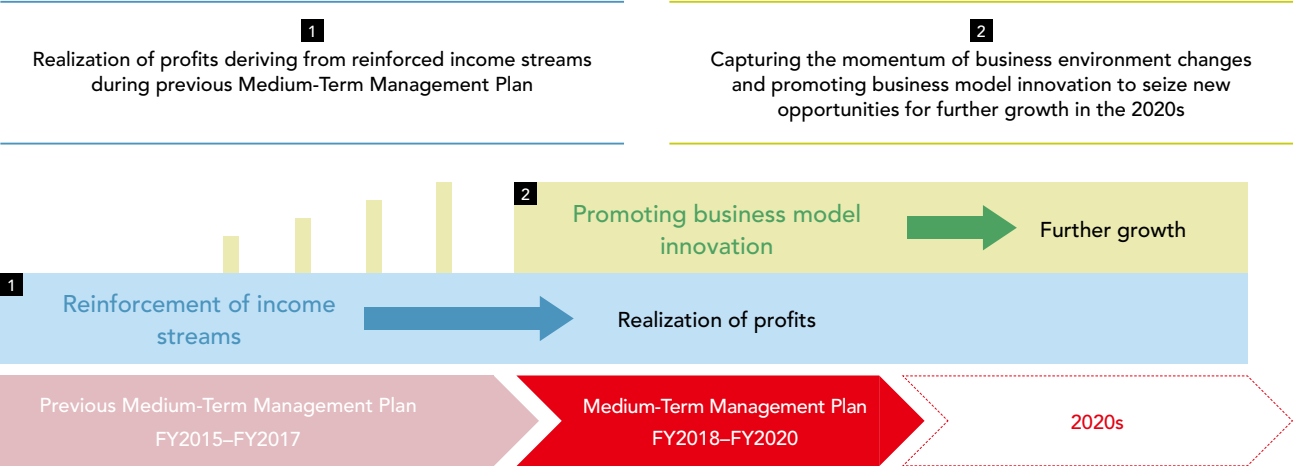 1
Realization of profits deriving from reinforced income streams
during previous Medium-Term Management Plan
2
Capturing the momentum of business environment changes
and promoting business model innovation to seize new
opportunities for further growth in the 2020s
2
Promoting business model
innovation
Further growth
1
Reinforcement of income
streams
Realization of profits
Previous Medium-Term Management Plan
FY2015–FY2017
Medium-Term Management Plan
FY2018–FY2020
2020s